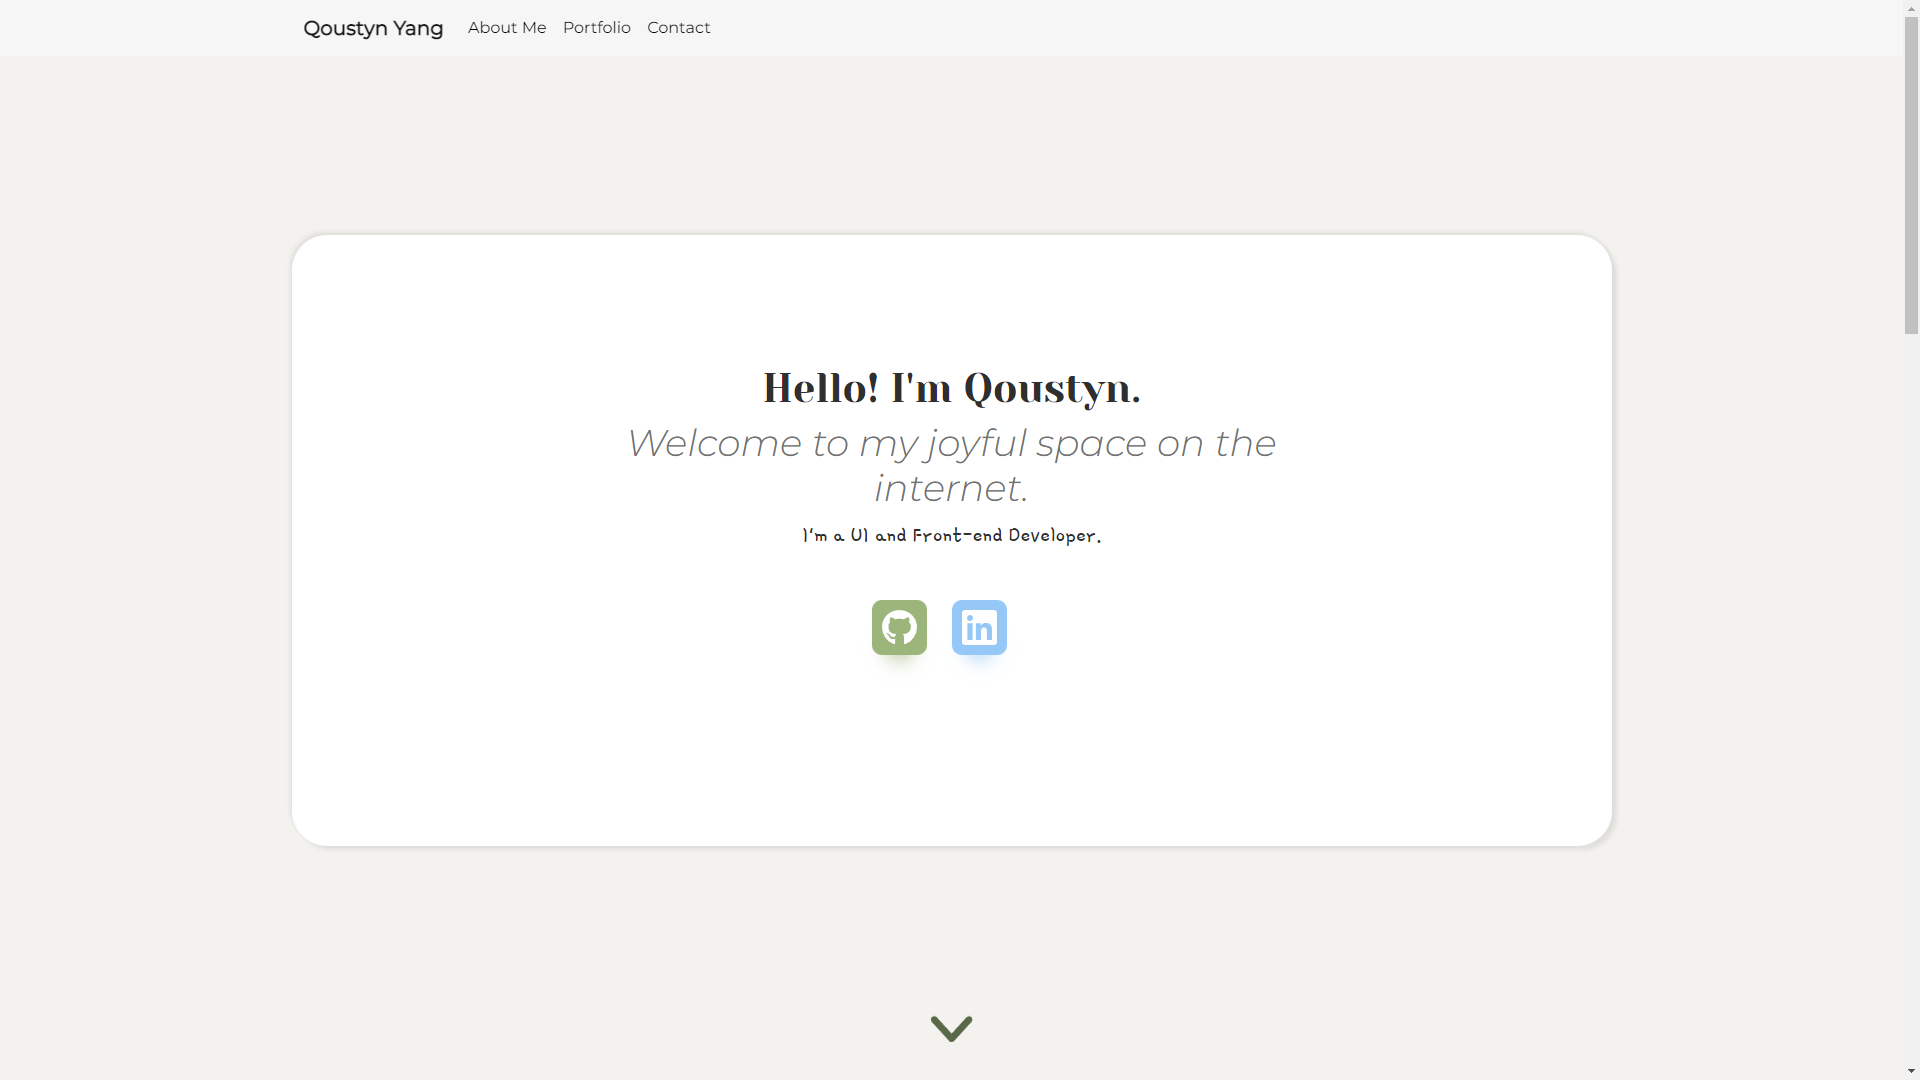 Qoustyn Yang About Me Portfolio Contact
Hello! I'm Qoustyn.
Welcome to my joyful space on the
internet.
I'm a UI and Front-end Developer.
in